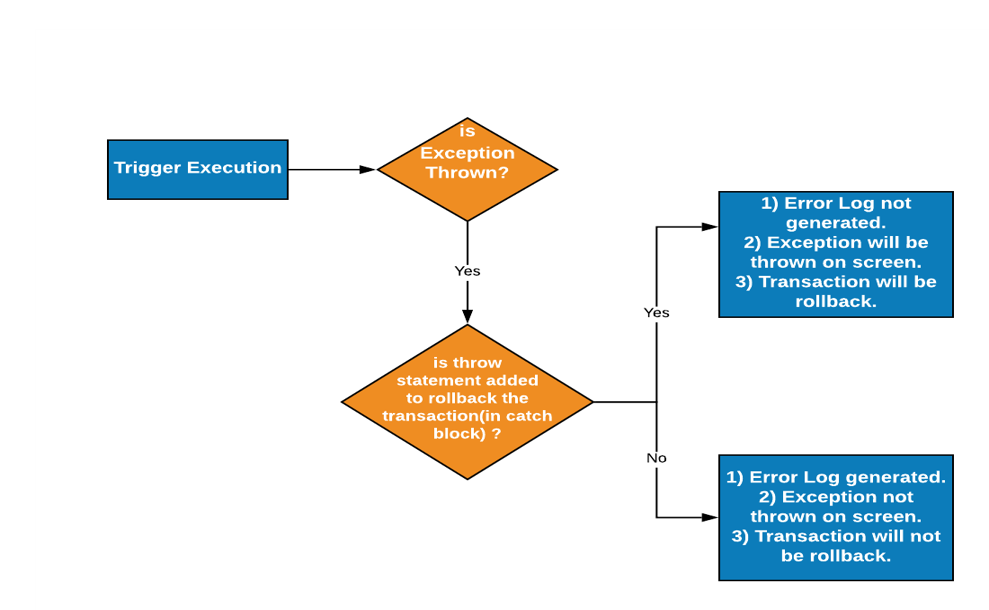 Trigger Execution
is
Exception
Thrown?
Yes
is throw
statement added
to rollback the
transaction(in catch
block) ?
Yes
1) Error Log not
generated.
2) Exception will be
thrown on screen.
3) Transaction will be
rollback.
No
1) Error Log generated.
2) Exception not
thrown on screen.
3) Transaction will not
be rollback.